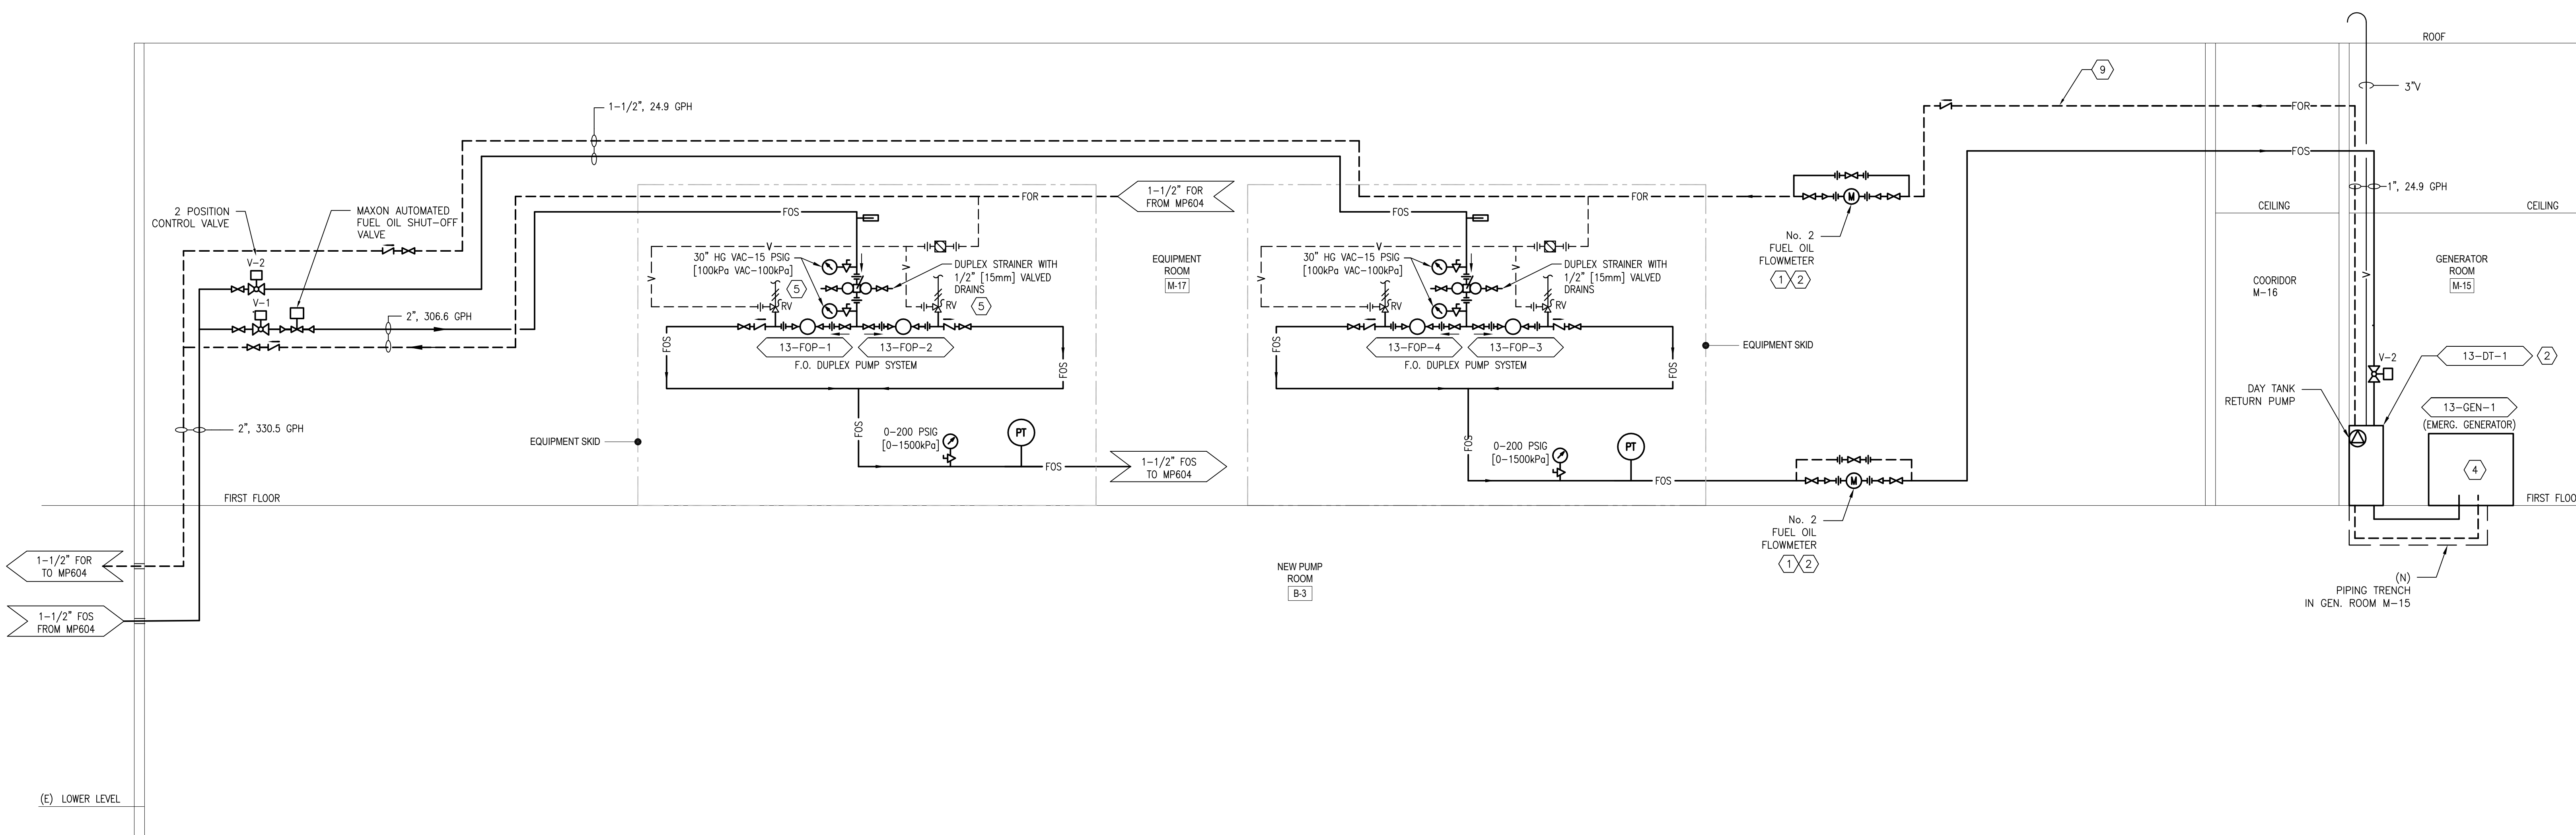 ROOF
9
3"V
1-1/2", 24.9 GPH
FOR
FOS
1", 24.9 GPH
2 POSITION
CONTROL VALVE
MAXON AUTOMATED
FUEL OIL SHUT-OFF
VALVE
V-2
V-1
2", 306.6 GPH
2", 330.5 GPH
FOR
FOS
1-1/2" FOR
FROM MP604
V
V
V
30" HG VAC-15 PSIG
[100kPa VAC-100kPa]
5
DUPLEX STRAINER WITH
1/2" [15mm] VALVED
DRAINS
5
RV
RV
FOS
FOS
13-FOP-1
13-FOP-2
F.O. DUPLEX PUMP SYSTEM
FOS
0-200 PSIG
[0-1500kPa]
PT
FOS
1-1/2" FOS
TO MP604
EQUIPMENT SKID
EQUIPMENT
ROOM
M-17
FOR
FOS
V
V
V
30" HG VAC-15 PSIG
[100kPa VAC-100kPa]
DUPLEX STRAINER WITH
1/2" [15mm] VALVED
DRAINS
RV
RV
FOS
FOS
13-FOP-4
13-FOP-3
F.O. DUPLEX PUMP SYSTEM
FOS
0-200 PSIG
[0-1500kPa]
PT
FOS
EQUIPMENT SKID
M
No. 2
FUEL OIL
FLOWMETER
1
2
M
No. 2
FUEL OIL
FLOWMETER
1
2
CEILING
COORIDOR
M-16
CEILING
GENERATOR
ROOM
M-15
V
V-2
13-DT-1
2
DAY TANK
RETURN PUMP
13-GEN-1
(EMERG. GENERATOR)
4
FIRST FLOOR
FIRST FLOO
(N)
PIPING TRENCH
IN GEN. ROOM M-15
1-1/2" FOR
TO MP604
1-1/2" FOS
FROM MP604
NEW PUMP
ROOM
B-3
(E) LOWER LEVEL